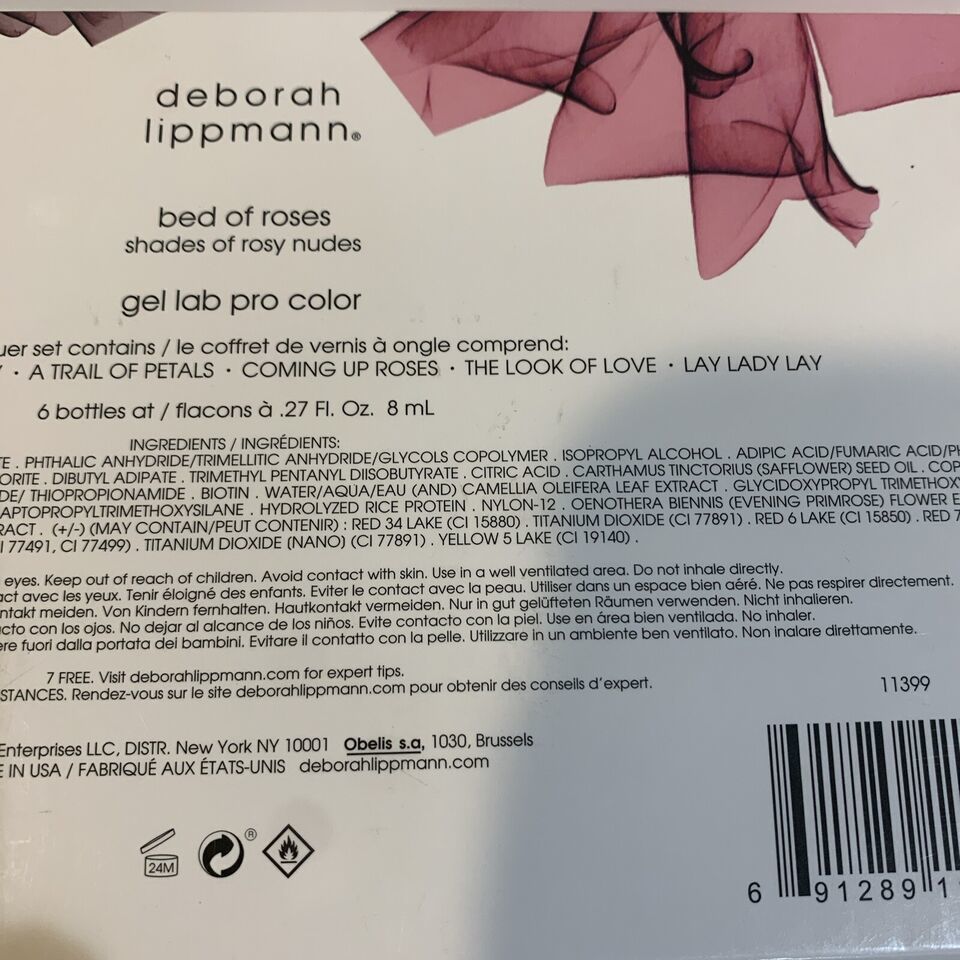 deborah
lippmann®
bed of roses
shades of rosy nudes
gel lab pro color
set contains / le coffret de vernis à ongle comprend:
· A TRAIL OF PETALS · COMING UP ROSES · THE LOOK OF LOVE · LAY LADY LAY
6 bottles at / flacons à .27 Fl. Oz. 8 mL
INGREDIENTS / INGRÉDIENTS:
. PHTHALIC ANHYDRIDE/TRIMELLITIC ANHYDRIDE/GLYCOLS COPOLYMER . ISOPROPYL ALCOHOL . ADIPIC ACID/FUMARIC ACID/
. DIBUTYL ADIPATE . TRIMETHYL PENTANYL DIISOBUTYRATE . CITRIC ACID . CARTHAMUS TINCTORIUS (SAFFLOWER) SEED OIL .
/ THIOPROPIONAMIDE . BIOTIN . WATER/AQUA/EAU (AND) CAMELLIA OLEIFERA LEAF EXTRACT . GLYCIDOXYPROPYL
. HYDROLYZED RICE PROTEIN . NYLON-12 . OENOTHERA BIENNIS (EVENING PRIMROSE) FLOWER
. (+/-) (MAY CONTAIN/PEUT CONTENIR) : RED 34 LAKE (CI 15880) . TITANIUM DIOXIDE (CI 77891) . RED 6 LAKE (CI 15850) . RED 7
77491, CI 77499) . TITANIUM DIOXIDE (NANO) (CI 77891) . YELLOW 5 LAKE (CI 19140) .
eyes. Keep out of reach of children. Avoid contact with skin. Use in a well ventilated area. Do not inhale directly.
avec les yeux. Tenir éloigné des enfants. Eviter le contact avec la peau. Utiliser dans un espace bien aéré. Ne pas respirer directement.
meiden. Von Kindern fernhalten. Hautkontakt vermeiden. Nur in gut gelüfteten Räumen verwenden. Nicht inhalieren.
con los ojos. No dejar al alcance de los niños. Evite contacto con la piel. Use en área bien ventilada. No inhaler.
fuori dalla portata dei bambini. Evitare il contatto con la pelle. Utilizzare in un ambiente ben ventilato. Non inalare direttamente.
7 FREE. Visit deborahlippmann.com for expert tips.
Rendez-vous sur le site deborahlippmann.com pour obtenir des conseils d'expert.
11399
Enterprises LLC, DISTR. New York NY 10001 Obelis s.a, 1030, Brussels
IN USA / FABRIQUÉ AUX ÉTATS-UNIS deborahlippmann.com
24M
®
6 91289 1